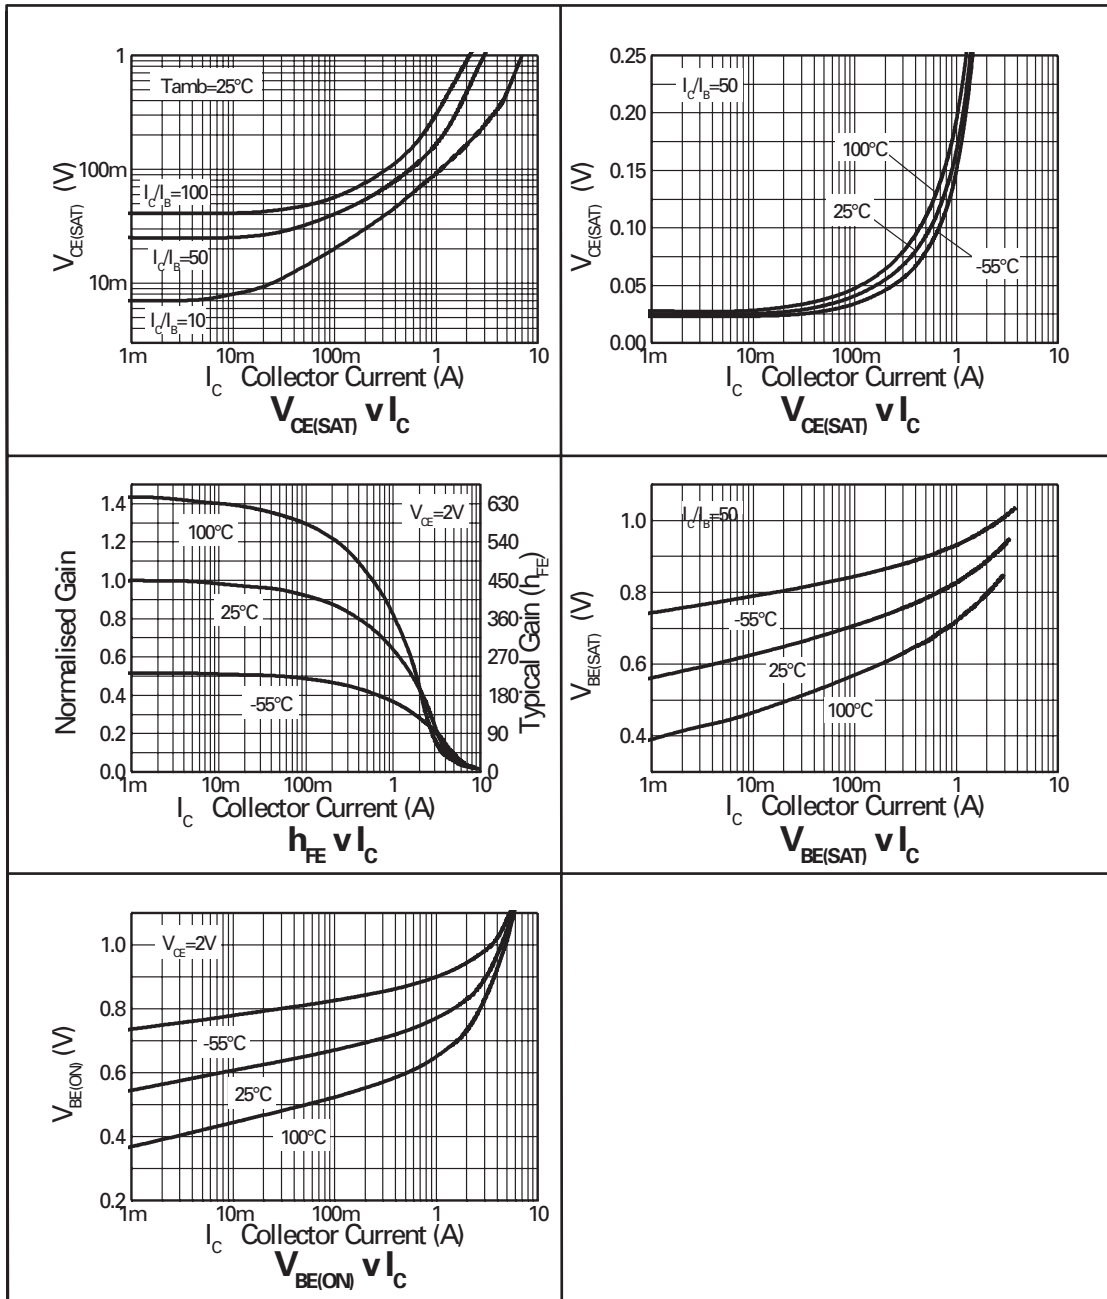 1
100m
10m
V_CE(SAT) (V)
Tamb=25°C
I_C/I_B=100
I_C/I_B=50
I_C/I_B=10
1m 10m 100m 1 10
I_C Collector Current (A)
V_CE(SAT) v I_C
0.25
0.20
0.15
0.10
0.05
0.00
V_CE(SAT) (V)
I_C/I_B=50
100°C
25°C
-55°C
1m 10m 100m 1 10
I_C Collector Current (A)
V_CE(SAT) v I_C
1.4
1.2
1.0
0.8
0.6
0.4
0.2
0.0
Normalised Gain
V_CE=2V
100°C
25°C
-55°C
630
540
450
360
270
180
90
0
Typical Gain (h_FE)
1m 10m 100m 1 10
I_C Collector Current (A)
h_FE v I_C
1.0
0.8
0.6
0.4
V_BE(SAT) (V)
I_C/I_B=50
-55°C
25°C
100°C
1m 10m 100m 1 10
I_C Collector Current (A)
V_BE(SAT) v I_C
1.0
0.8
0.6
0.4
0.2
V_BE(ON) (V)
V_CE=2V
-55°C
25°C
100°C
1m 10m 100m 1 10
I_C Collector Current (A)
V_BE(ON) v I_C